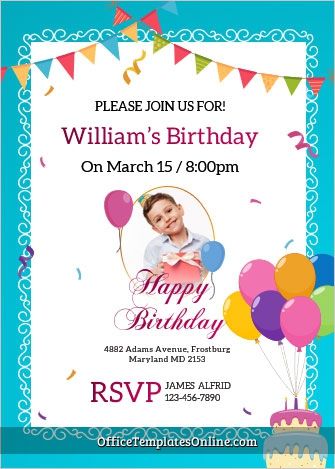 PLEASE JOIN US FOR!
William's Birthday
On March 15 / 8:00pm
Happy
Birthday
4882 Adams Avenue, Frostburg
Maryland MD 2153
RSVP
JAMES ALFRID
123-456-7890
OfficeTemplatesOnline.com